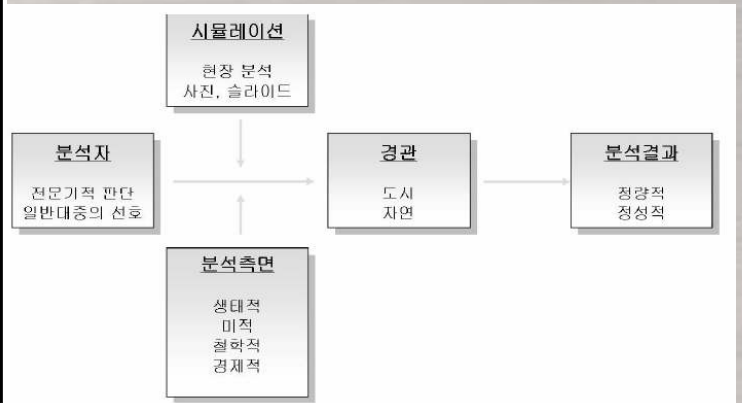 시뮬레이션
현장 분석
사진, 슬라이드
분석자
전문기적 판단
일반대중의 선호
경관
도시
자연
분석결과
정량적
정성적
분석측면
생태적
미적
철학적
경제적